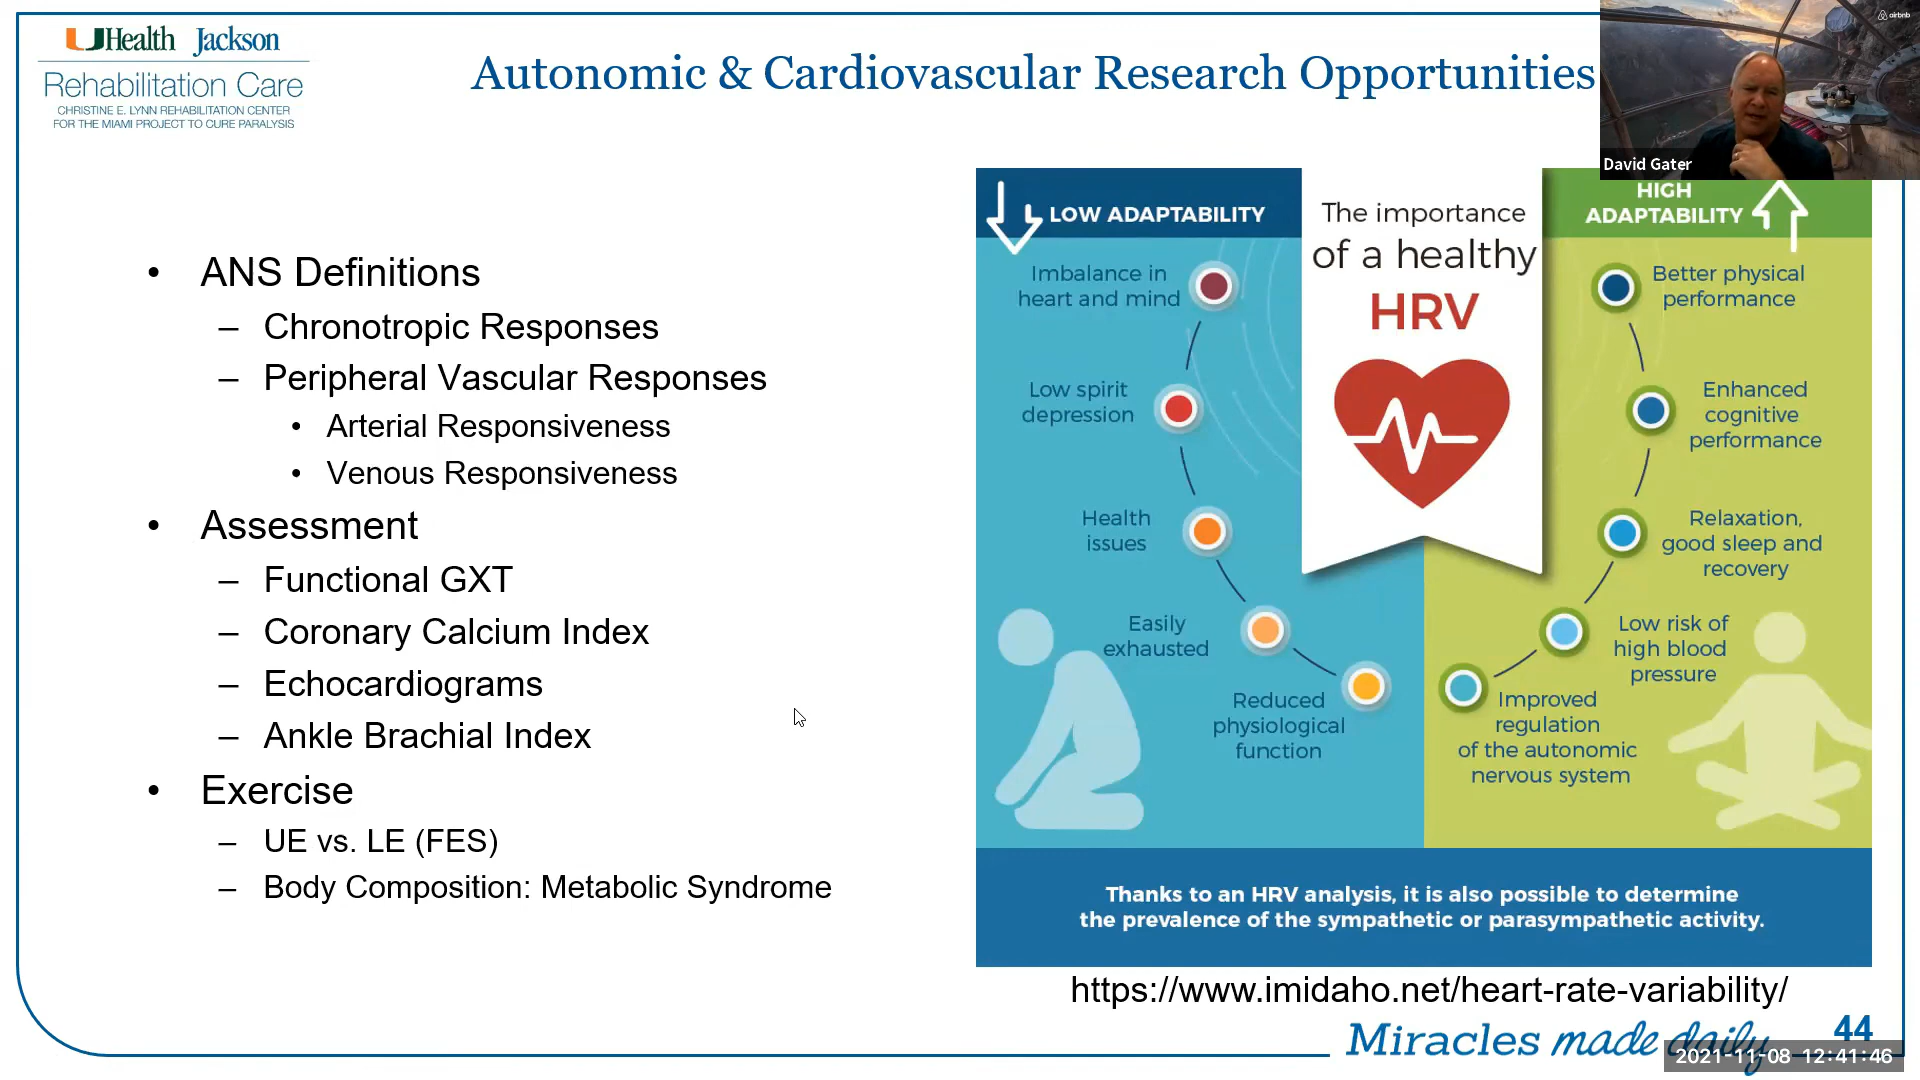 UHealth Jackson
Rehabilitation Care
CHRISTINE E. LYNN REHABILITATION CENTER
FOR THE MIAMI PROJECT TO CURE PARALYSIS
Autonomic & Cardiovascular Research Opportunities
airbnb
David Gater
• ANS Definitions
– Chronotropic Responses
– Peripheral Vascular Responses
• Arterial Responsiveness
• Venous Responsiveness
• Assessment
– Functional GXT
– Coronary Calcium Index
– Echocardiograms
– Ankle Brachial Index
• Exercise
– UE vs. LE (FES)
– Body Composition: Metabolic Syndrome
LOW ADAPTABILITY
Imbalance in
heart and mind
Low spirit
depression
Health
issues
Easily
exhausted
Reduced
physiological
function
The importance
of a healthy
HRV
HIGH
ADAPTABILITY
Better physical
performance
Enhanced
cognitive
performance
Relaxation,
good sleep and
recovery
Low risk of
high blood
pressure
Improved
regulation
of the autonomic
nervous system
Thanks to an HRV analysis, it is also possible to determine
the prevalence of the sympathetic or parasympathetic activity.
https://www.imidaho.net/heart-rate-variability/
Miracles made daily
44
2021-11-08 12:41:46